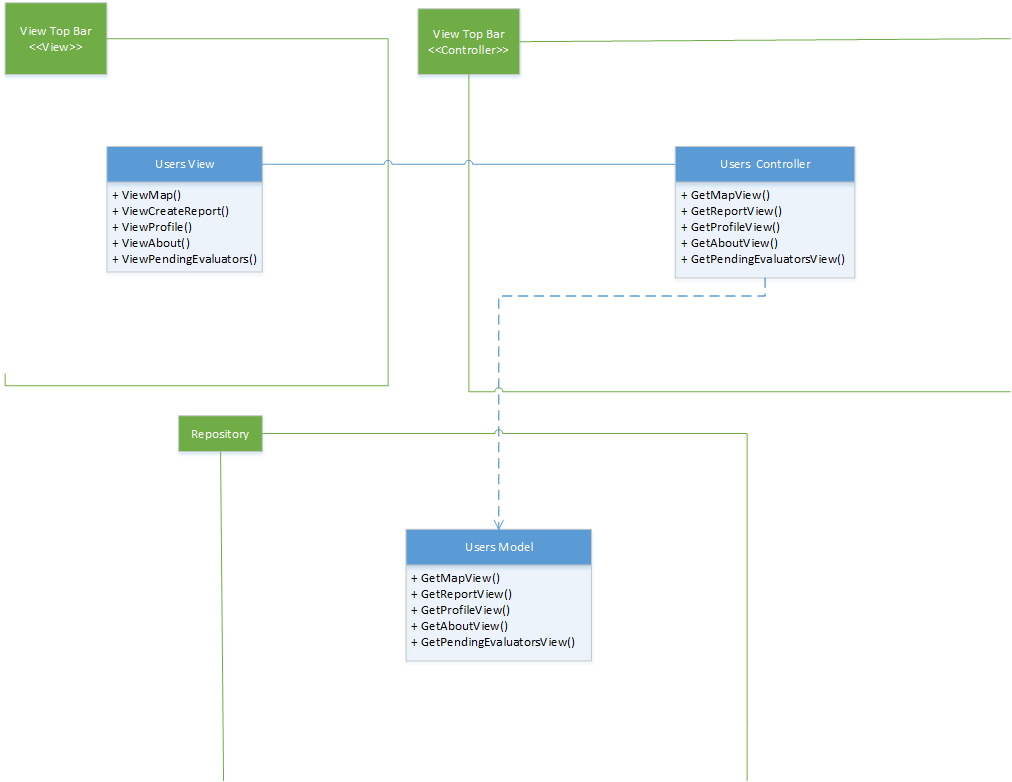 View Top Bar
<<View>>
View Top Bar
<<Controller>>
Users View
+ ViewMap()
+ ViewCreateReport()
+ ViewProfile()
+ ViewAbout()
+ ViewPendingEvaluators()
Users Controller
+ GetMapView()
+ GetReportView()
+ GetProfileView()
+ GetAboutView()
+ GetPendingEvaluatorsView()
Repository
Users Model
+ GetMapView()
+ GetReportView()
+ GetProfileView()
+ GetAboutView()
+ GetPendingEvaluatorsView()